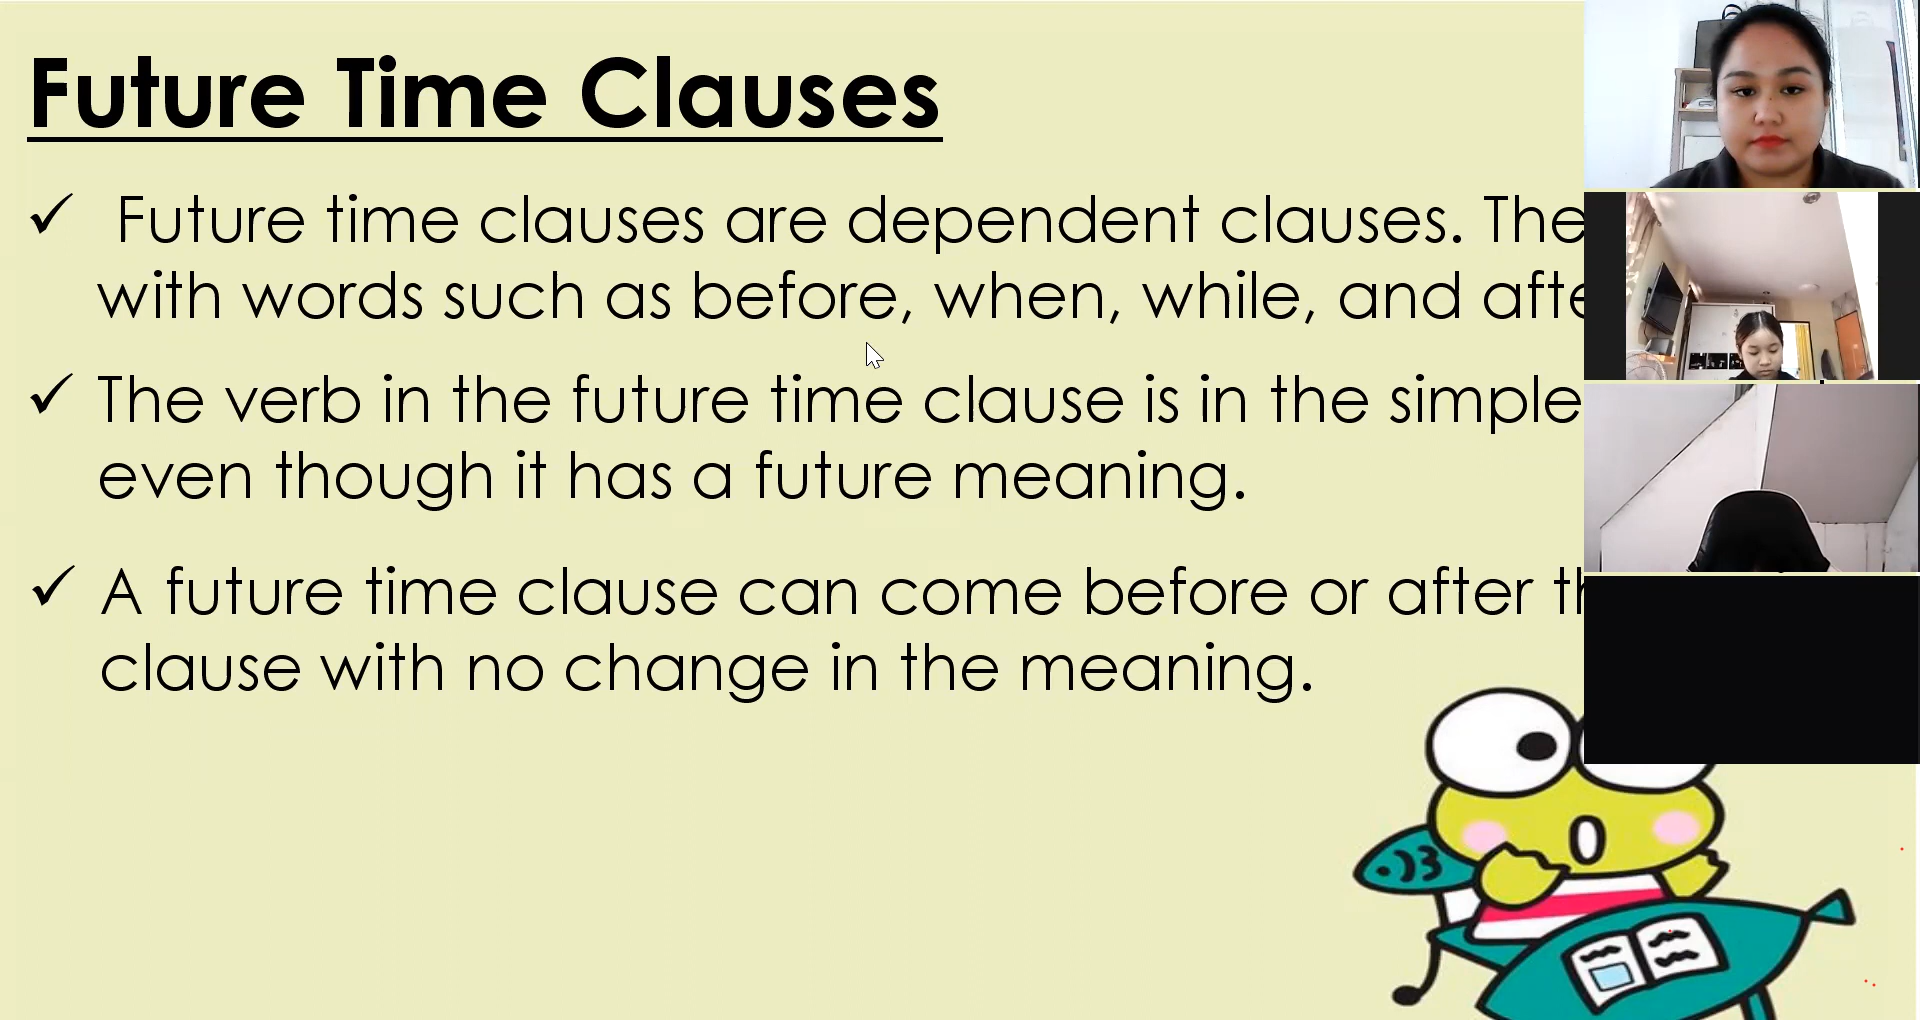 Future Time Clauses
✓ Future time clauses are dependent clauses. The
with words such as before, when, while, and afte
✓ The verb in the future time clause is in the simple
even though it has a future meaning.
✓ A future time clause can come before or after th
clause with no change in the meaning.